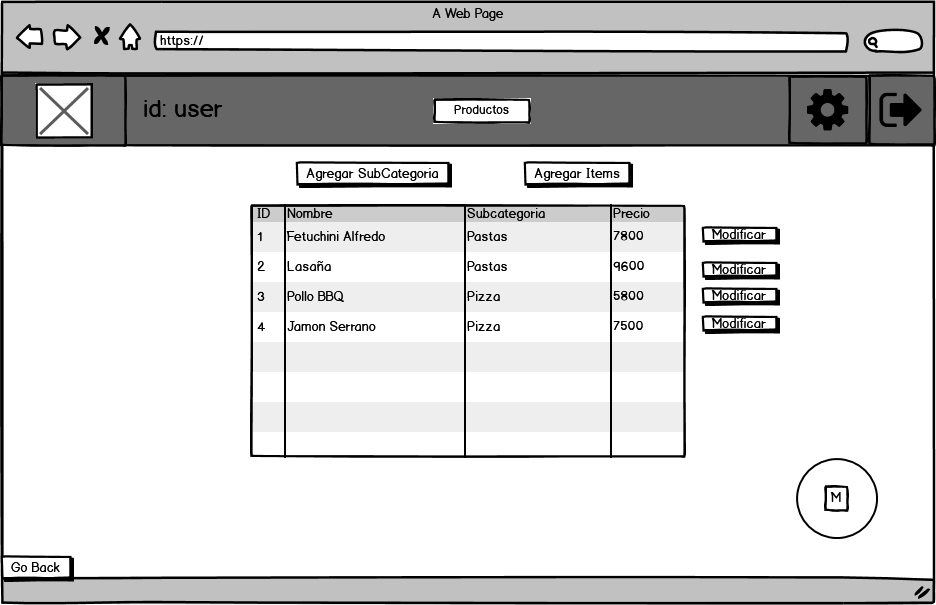 A Web Page
https://
id: user
Productos
Agregar SubCategoria
Agregar Items
ID Nombre Subcategoria Precio
1 Fetuchini Alfredo Pastas 7800 Modificar
2 Lasaña Pastas 9600 Modificar
3 Pollo BBQ Pizza 5800 Modificar
4 Jamon Serrano Pizza 7500 Modificar
M
Go Back